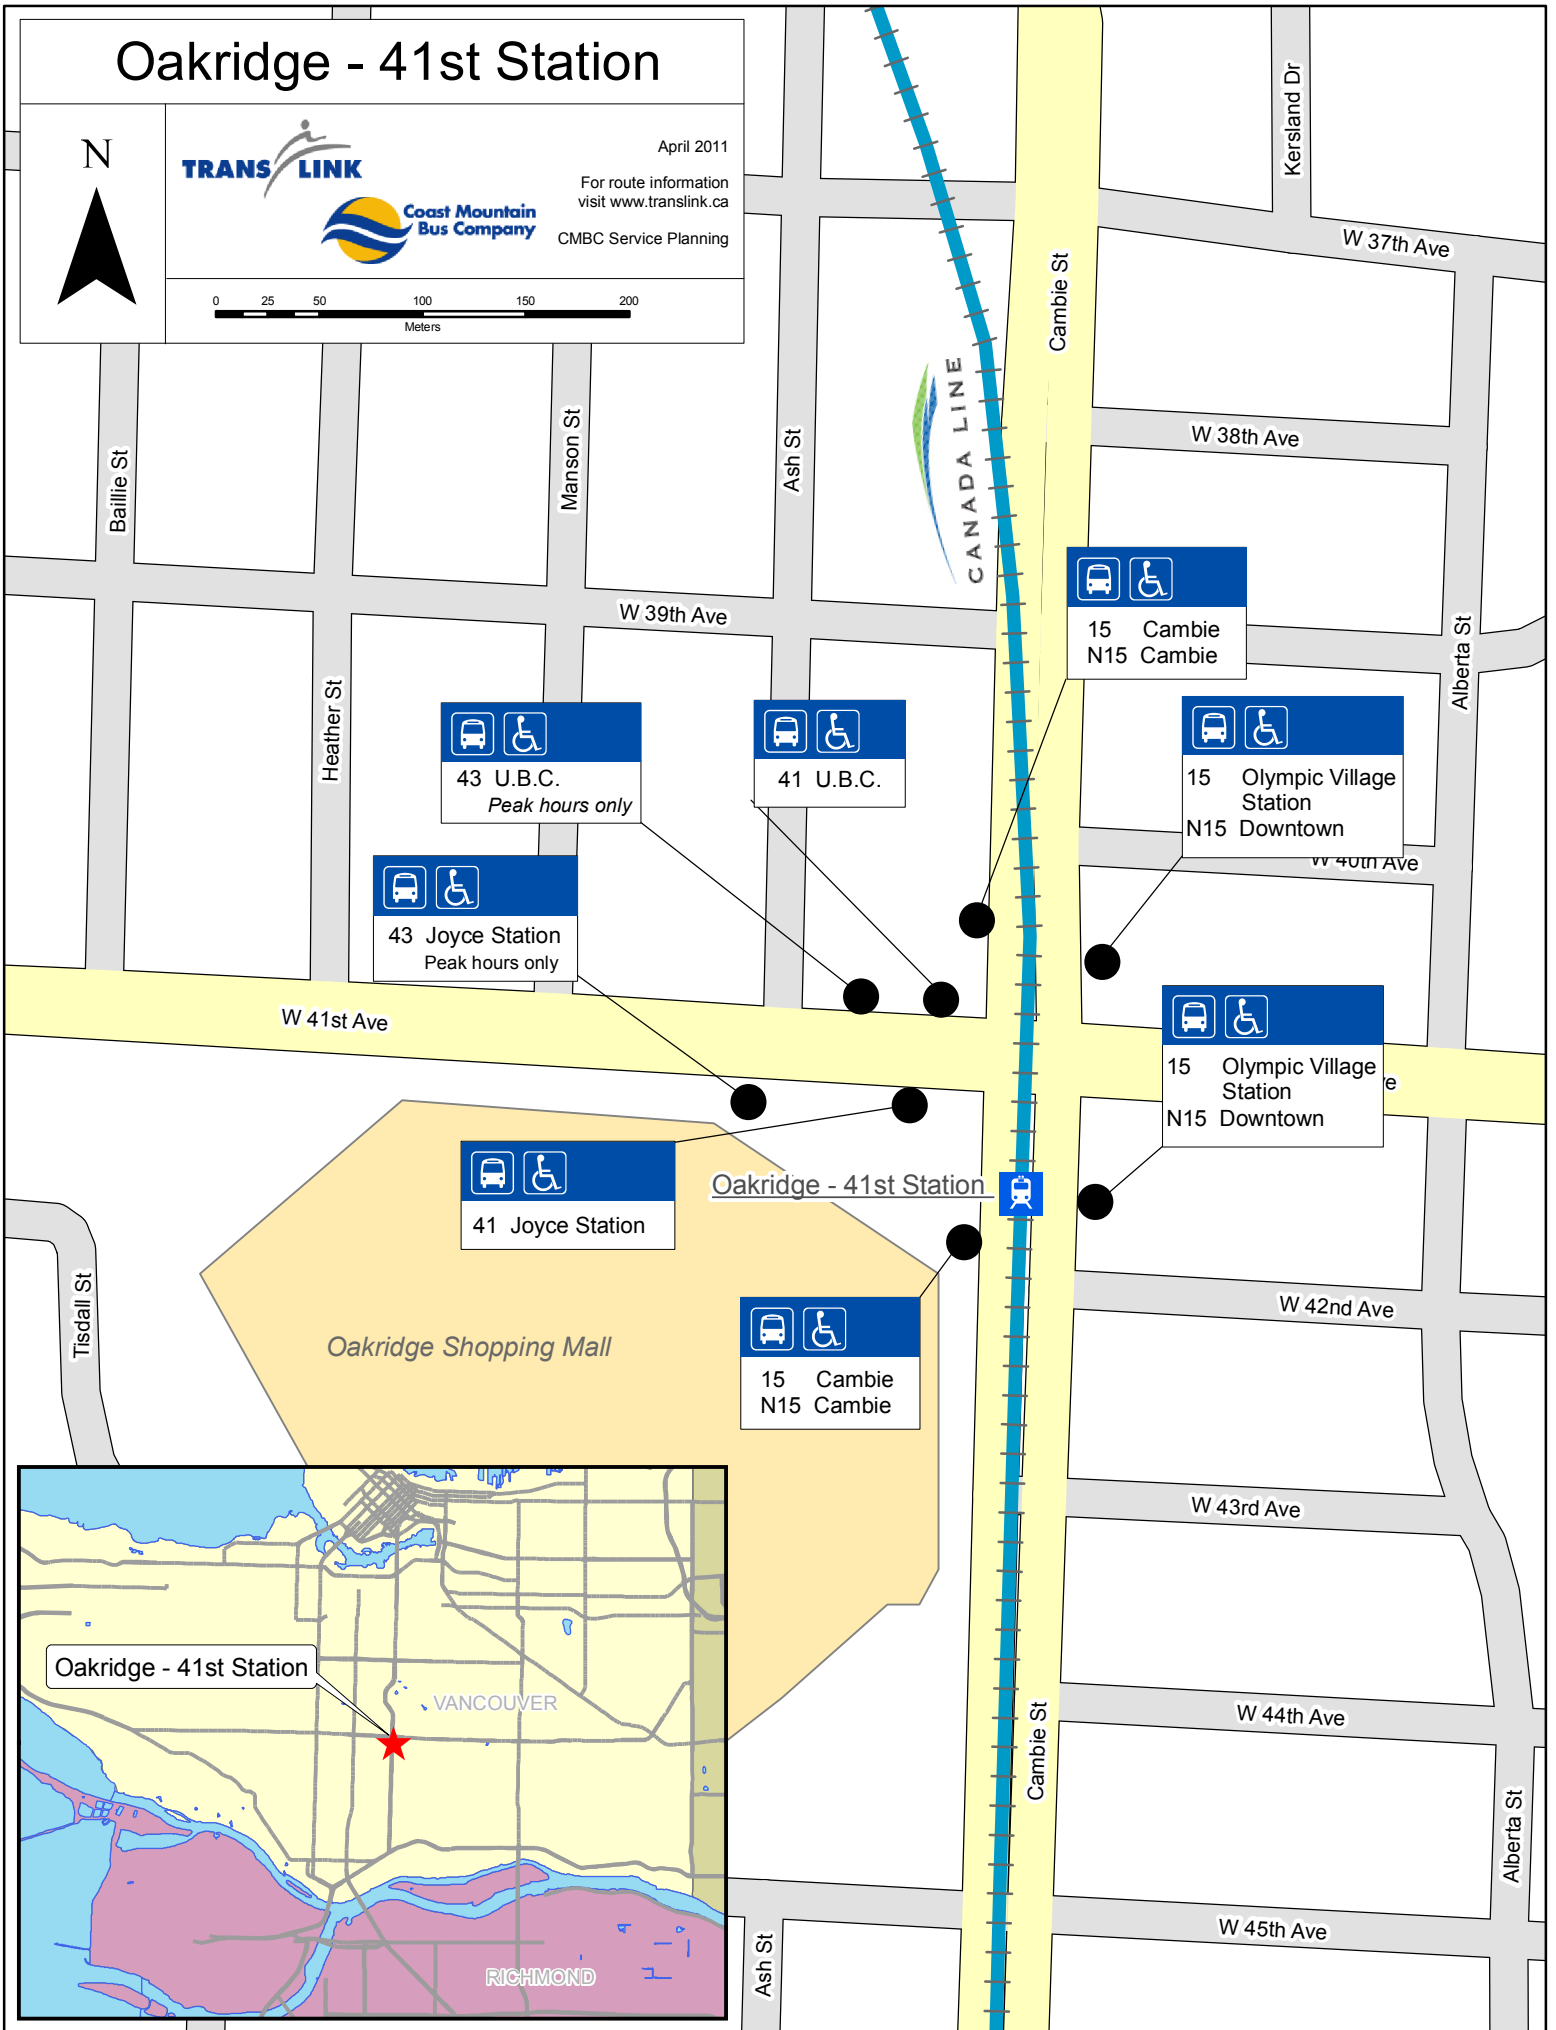 Oakridge - 41st Station
N
TRANS LINK
Coast Mountain
Bus Company
April 2011
For route information
visit www.translink.ca
CMBC Service Planning
0 25 50 100 150 200
Meters
Kersland Dr
W 37th Ave
Cambie St
CANADA LINE
W 38th Ave
Baillie St
Manson St
Ash St
W 39th Ave
Heather St
Alberta St
15 Cambie
N15 Cambie
43 U.B.C.
Peak hours only
41 U.B.C.
15 Olympic Village
Station
N15 Downtown
W 40th Ave
43 Joyce Station
Peak hours only
W 41st Ave
15 Olympic Village
Station
N15 Downtown
41 Joyce Station
Oakridge - 41st Station
Tisdall St
W 42nd Ave
Oakridge Shopping Mall
15 Cambie
N15 Cambie
W 43rd Ave
Oakridge - 41st Station
VANCOUVER
RICHMOND
W 44th Ave
Cambie St
Alberta St
W 45th Ave
Ash St